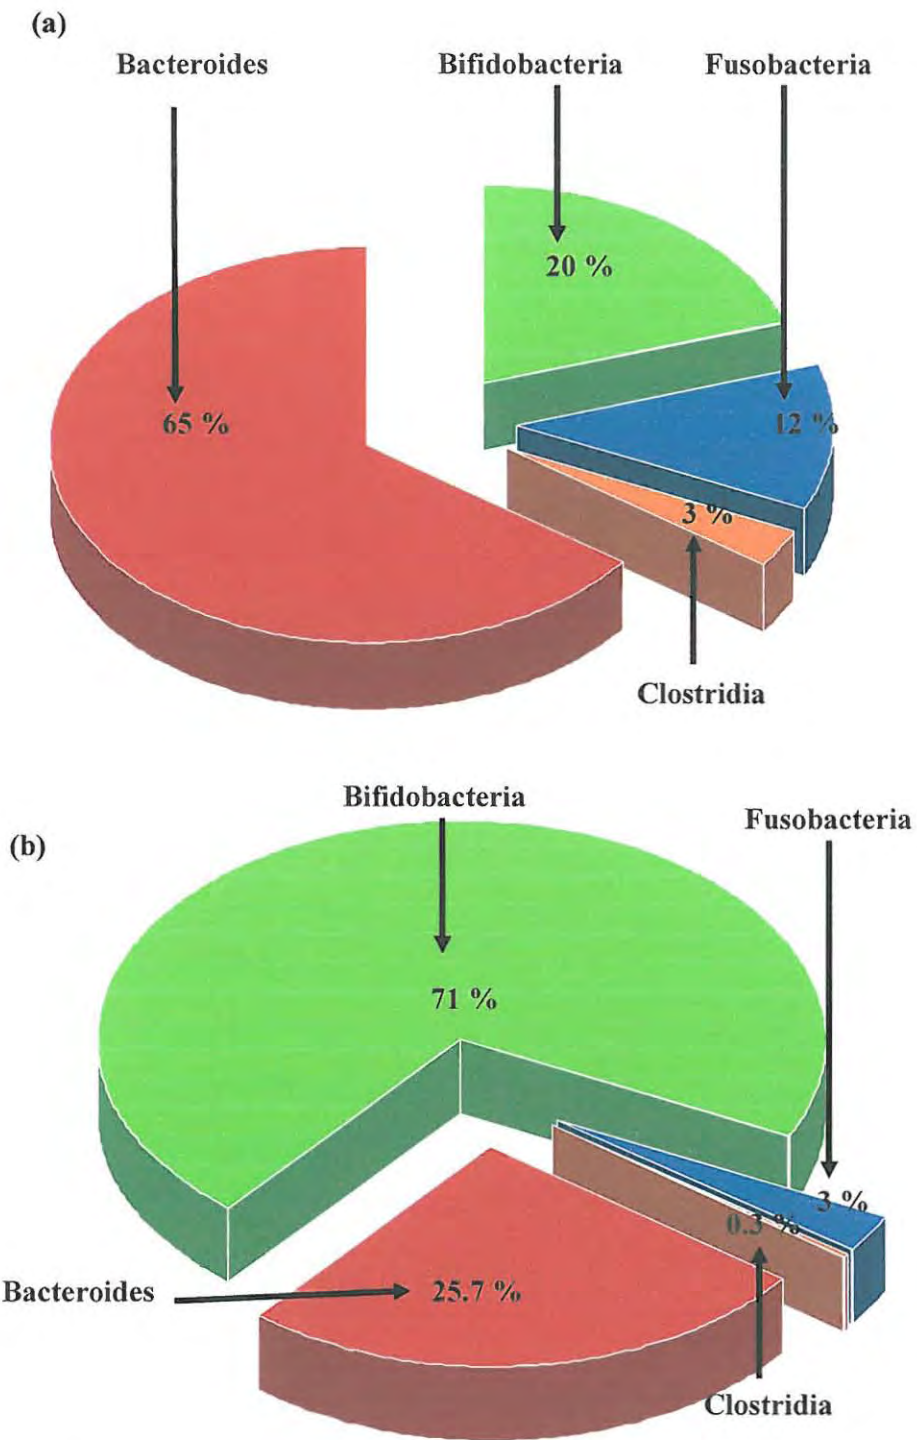 (a)
Bacteroides
Bifidobacteria
Fusobacteria
20 %
65 %
12 %
3 %
Clostridia
Bifidobacteria
Fusobacteria
(b)
71 %
3 %
0.3 %
Bacteroides
25.7 %
Clostridia